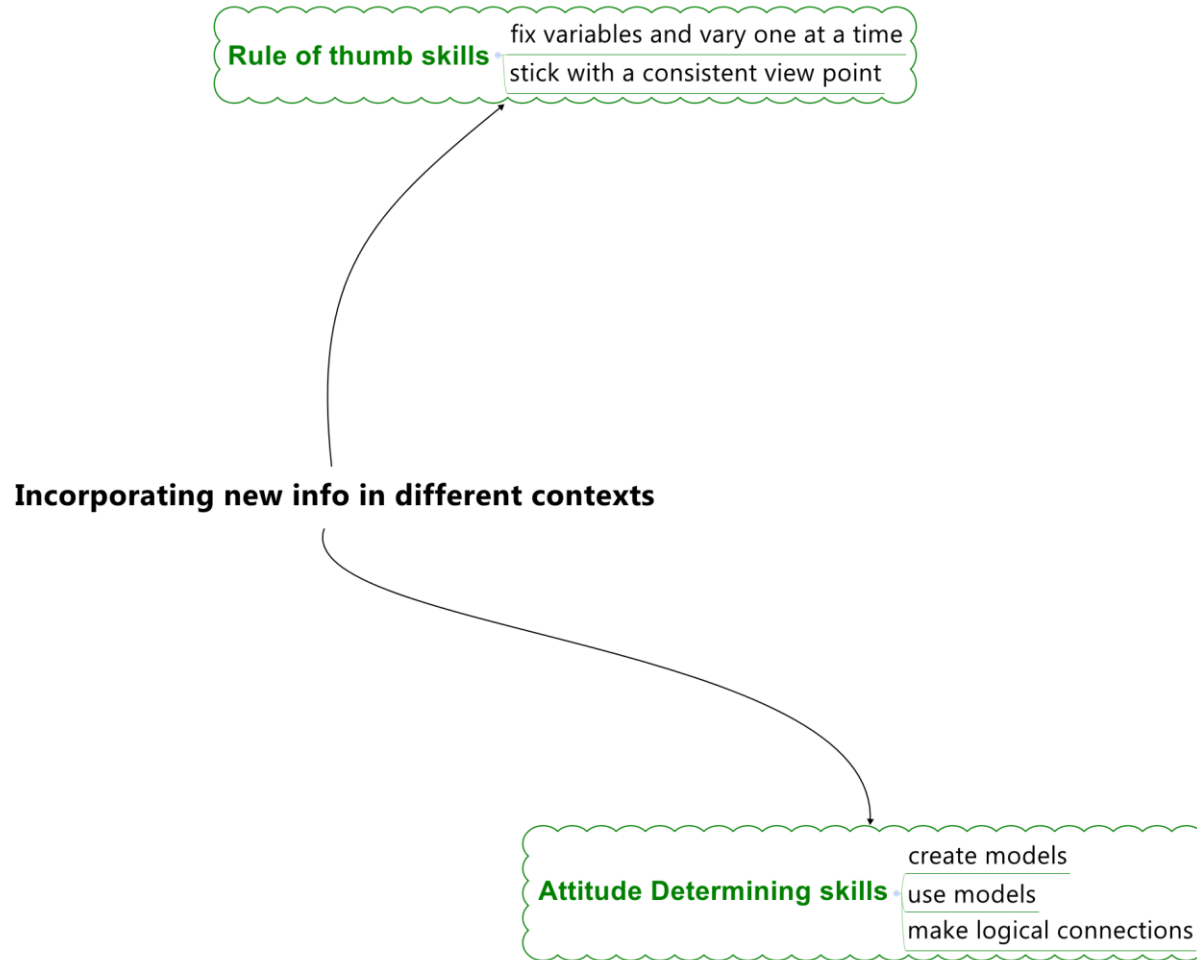 Rule of thumb skills
fix variables and vary one at a time
stick with a consistent view point
Incorporating new info in different contexts
Attitude Determining skills
create models
use models
make logical connections